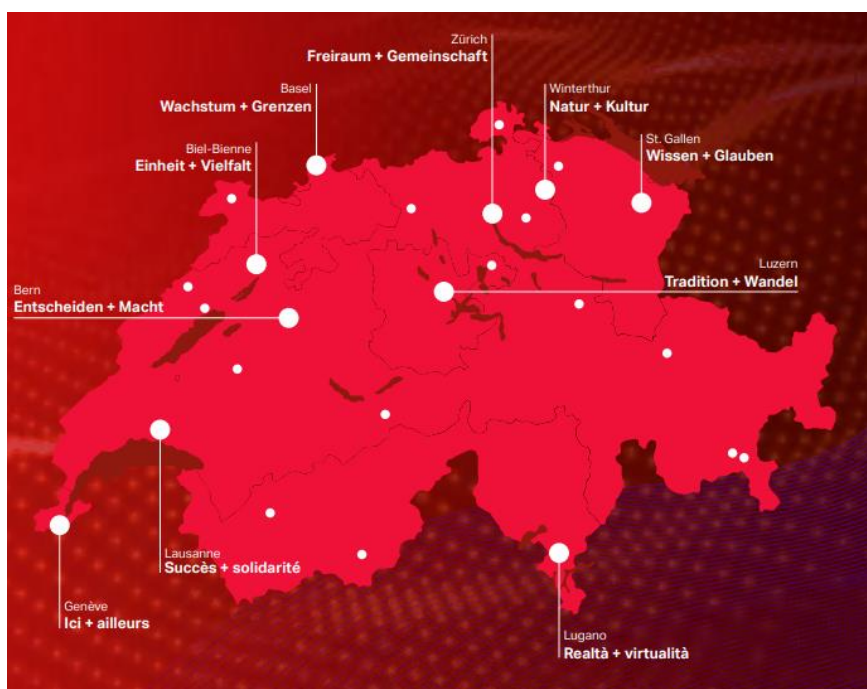 Zürich
Freiraum + Gemeinschaft
Basel
Wachstum + Grenzen
Winterthur
Natur + Kultur
Biel-Bienne
Einheit + Vielfalt
St. Gallen
Wissen + Glauben
Luzern
Tradition + Wandel
Bern
Entscheiden + Macht
Lausanne
Succès + solidarité
Genève
Ici + ailleurs
Lugano
Realtà + virtualità